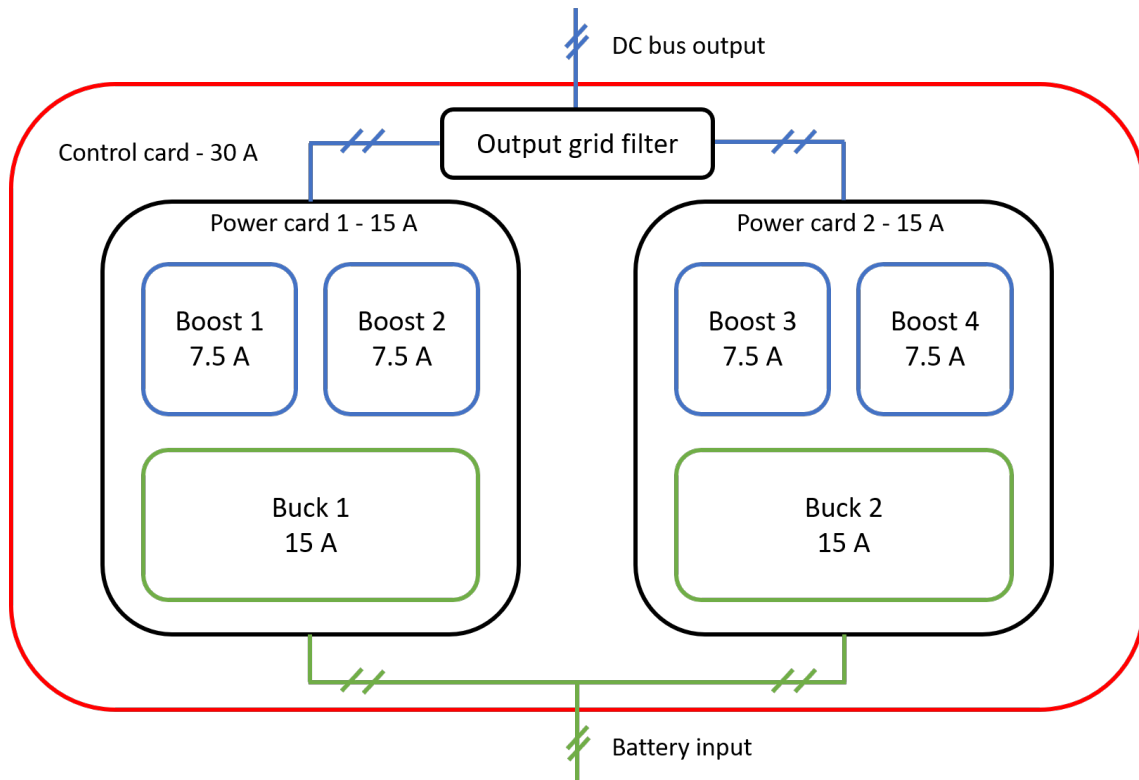 DC bus output
Output grid filter
Control card - 30 A
Power card 1 - 15 A
Boost 1
7.5 A
Boost 2
7.5 A
Buck 1
15 A
Power card 2 - 15 A
Boost 3
7.5 A
Boost 4
7.5 A
Buck 2
15 A
Battery input